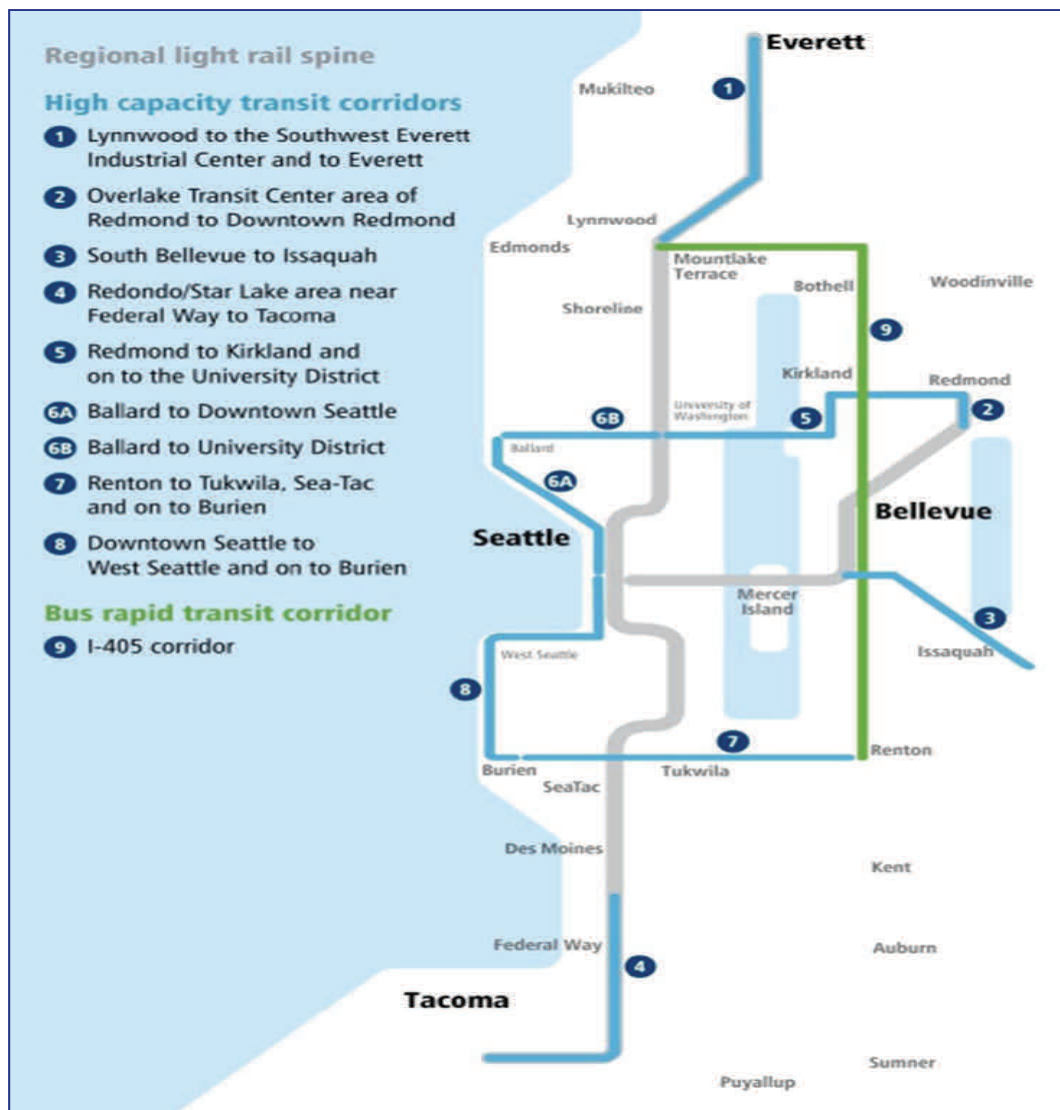 Regional light rail spine
High capacity transit corridors
1 Lynnwood to the Southwest Everett
Industrial Center and to Everett
2 Overlake Transit Center area of
Redmond to Downtown Redmond
3 South Bellevue to Issaquah
4 Redondo/Star Lake area near
Federal Way to Tacoma
5 Redmond to Kirkland and
on to the University District
6A Ballard to Downtown Seattle
6B Ballard to University District
7 Renton to Tukwila, Sea-Tac
and on to Burien
8 Downtown Seattle to
West Seattle and on to Burien
Bus rapid transit corridor
9 I-405 corridor
Everett
Mukilteo
1
Lynnwood
Edmonds
Mountlake
Terrace
Woodinville
Bothell
Shoreline
9
Kirkland
Redmond
University of
Washington
2
6B
5
Ballard
6A
Bellevue
Seattle
Mercer
Island
3
Issaquah
West Seattle
8
7
Renton
Burien
Tukwila
SeaTac
Des Moines
Kent
Federal Way
Auburn
4
Tacoma
Sumner
Puyallup